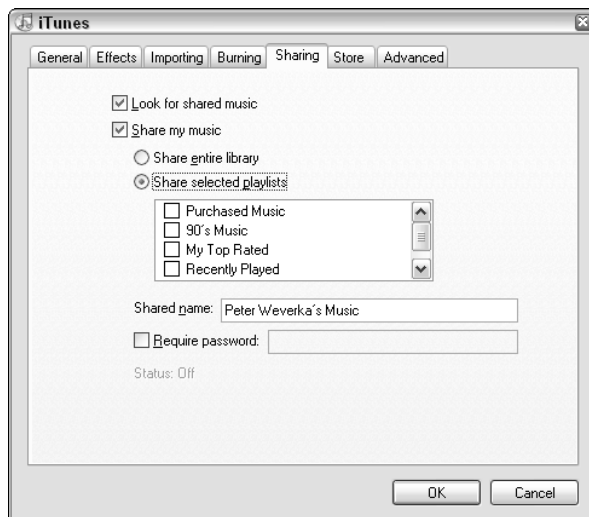 iTunes
General Effects Importing Burning Sharing Store Advanced
Look for shared music
Share my music
Share entire library
Share selected playlists
Purchased Music
90´s Music
My Top Rated
Recently Played
Shared name: Peter Weverka´s Music
Require password:
Status: Off
OK Cancel